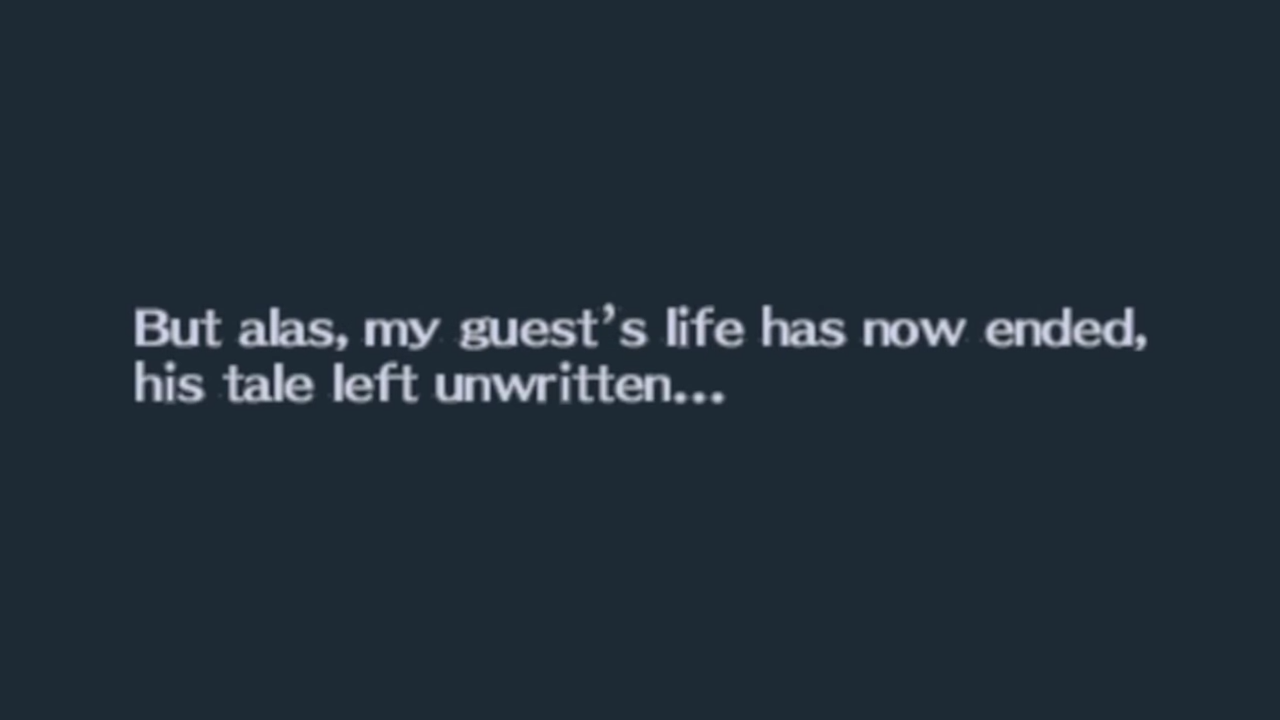 But alas, my guest’s life has now ended,
his tale left unwritten...